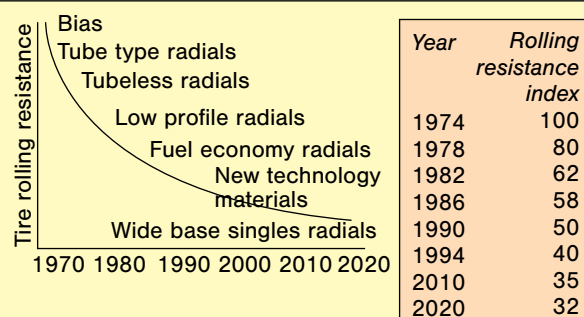 Tire rolling resistance
Bias
Tube type radials
Tubeless radials
Low profile radials
Fuel economy radials
New technology
materials
Wide base singles radials
1970 1980 1990 2000 2010 2020
Year Rolling
resistance
index
1974 100
1978 80
1982 62
1986 58
1990 50
1994 40
2010 35
2020 32